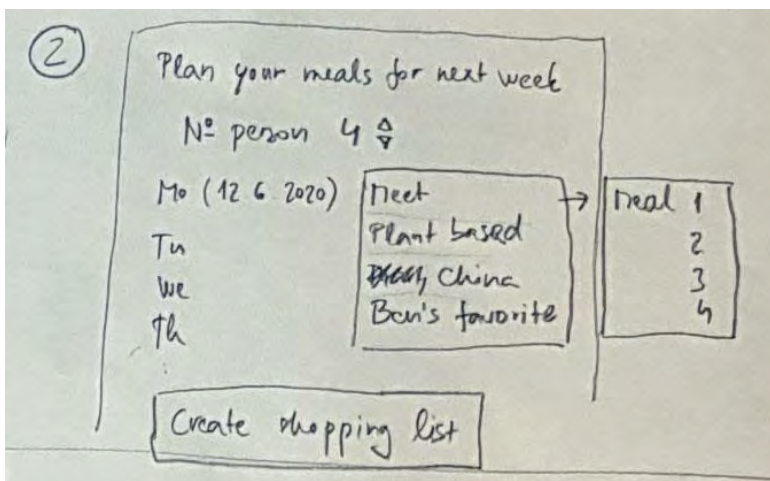 2
Plan your meals for next week
Nº person 4
Mo (12 6 2020) Meet → Meal 1
Tu Plant based 2
We China 3
Th Ben's favorite 4
Create shopping list